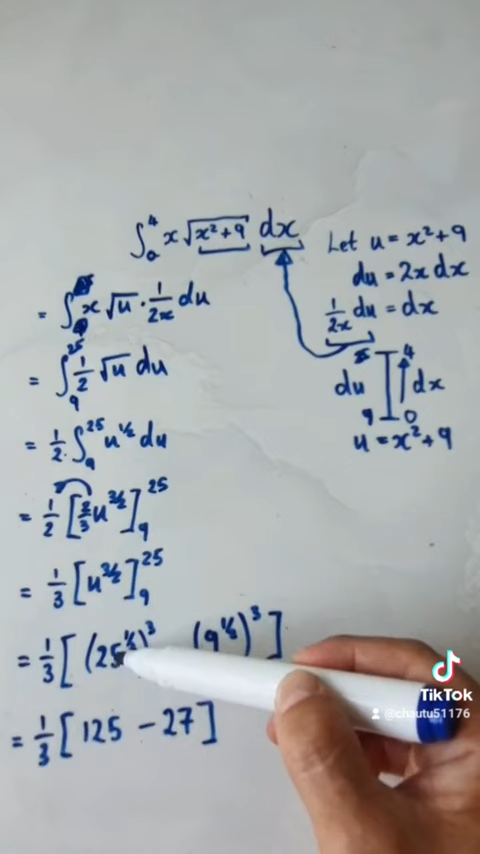 ∫₀⁴ x √(x² + 9) dx
Let u = x² + 9
du = 2x dx
1/2x du = dx
= ∫ x √u · 1/2x du
= ∫₉²⁵ 1/2 √u du
4
du dx
9 0
u = x² + 9
= 1/2 ∫₉²⁵ u^1/2 du
= 1/2 [2/3 u^3/2]₉²⁵
= 1/3 [u^3/2]₉²⁵
= 1/3 [(25^1/2)³ (9^1/2)³]
= 1/3 [125 − 27]
TikTok
@chautu51176